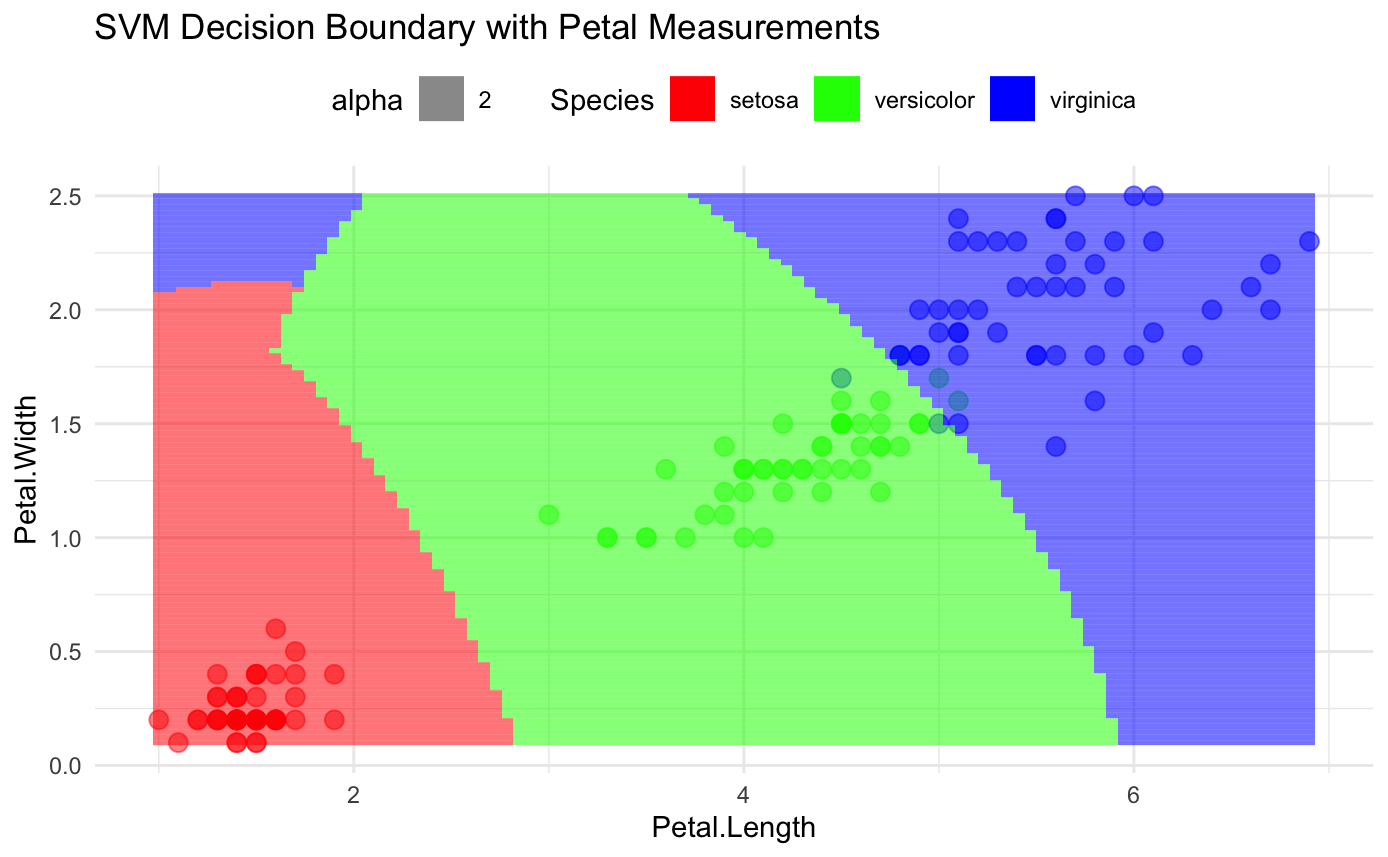 SVM Decision Boundary with Petal Measurements
alpha 2 Species setosa versicolor virginica
Petal.Width
2.5
2.0
1.5
1.0
0.5
0.0
2 4 6
Petal.Length